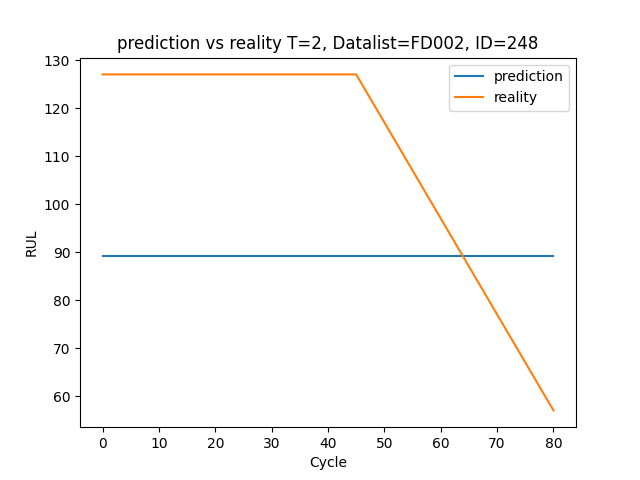 prediction vs reality T=2, Datalist=FD002, ID=248
prediction
reality
130
120
110
100
90
80
70
60
RUL
0 10 20 30 40 50 60 70 80
Cycle